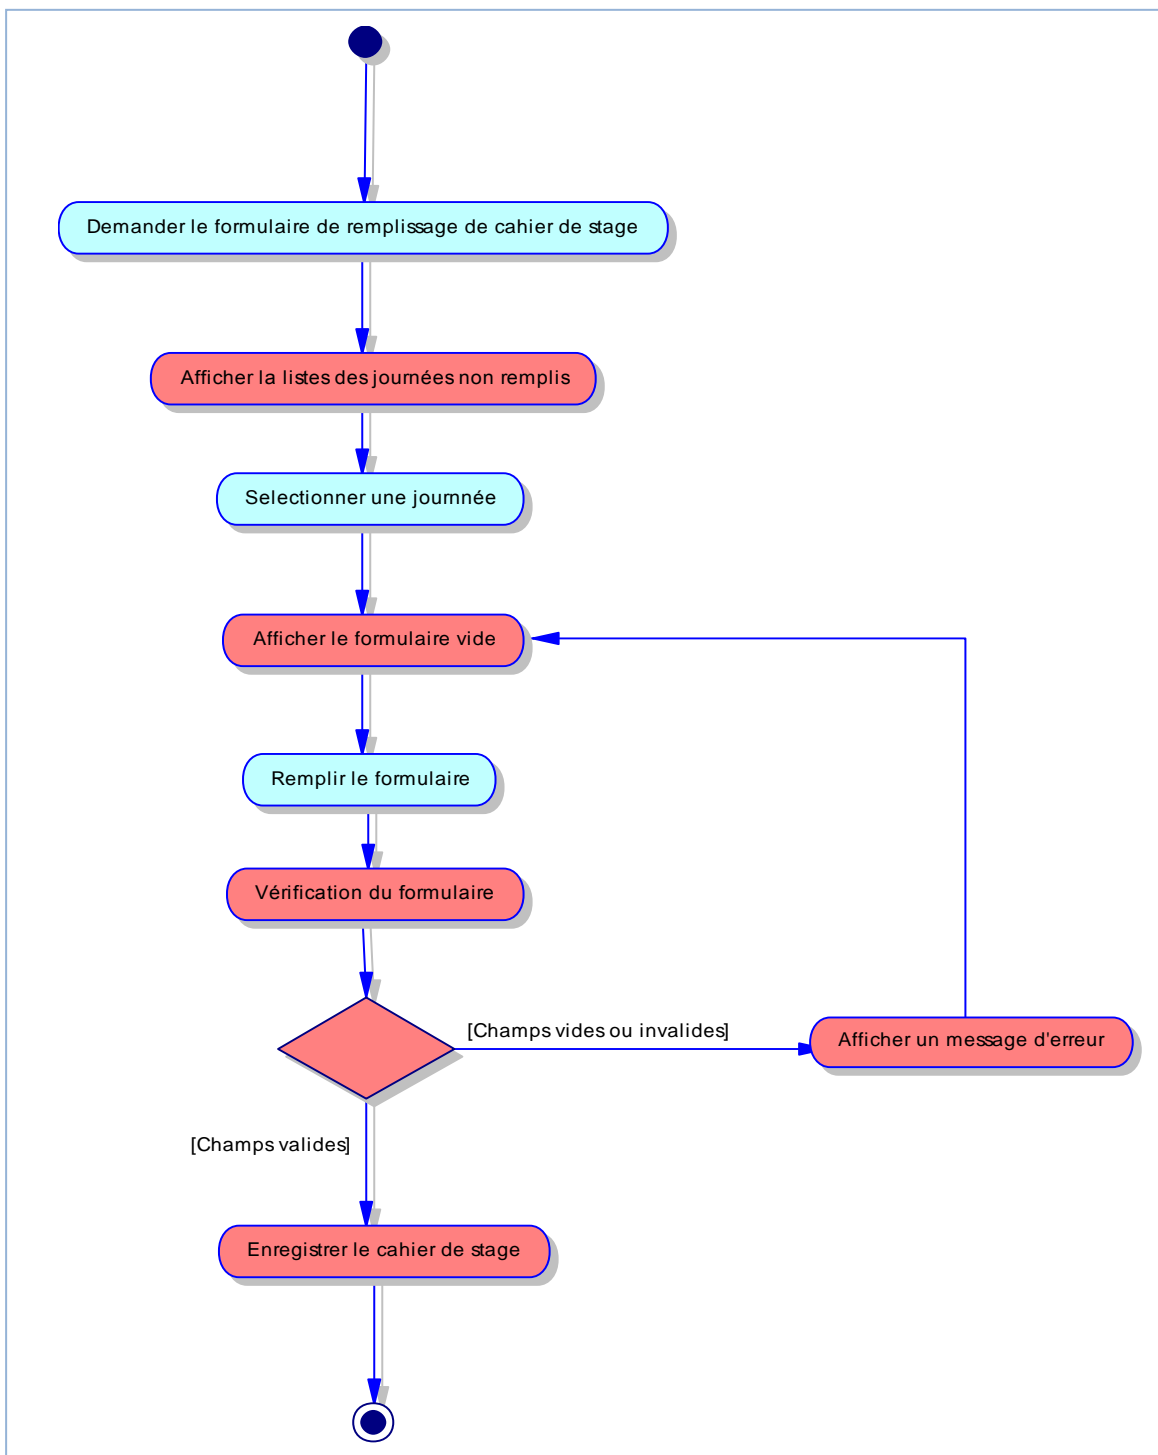 Demander le formulaire de remplissage de cahier de stage
Afficher la listes des journées non remplis
Selectionner une journnée
Afficher le formulaire vide
Remplir le formulaire
Vérification du formulaire
[Champs vides ou invalides]
Afficher un message d'erreur
[Champs valides]
Enregistrer le cahier de stage